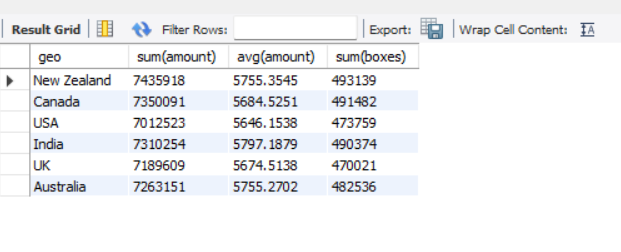 Result Grid Filter Rows: Export: Wrap Cell Content: IA
geo sum(amount) avg(amount) sum(boxes)
New Zealand 7435918 5755.3545 493139
Canada 7350091 5684.5251 491482
USA 7012523 5646.1538 473759
India 7310254 5797.1879 490374
UK 7189609 5674.5138 470021
Australia 7263151 5755.2702 482536